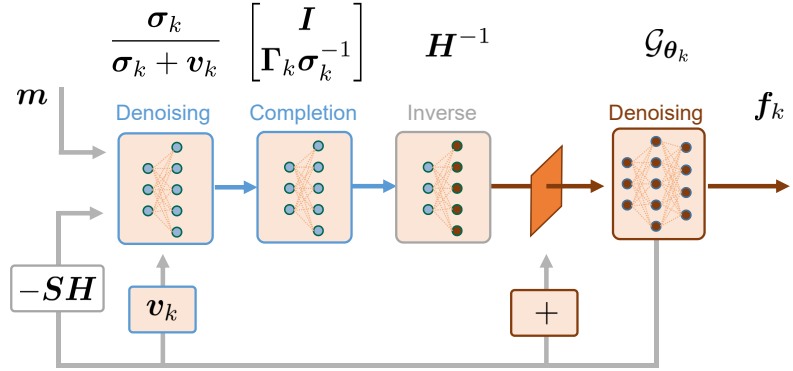 σ_k / (σ_k + v_k)
[ I ; Γ_k σ_k^{-1} ]
H^{-1}
𝒢_{θ_k}
m
Denoising
Completion
Inverse
Denoising
f_k
−SH
v_k
+